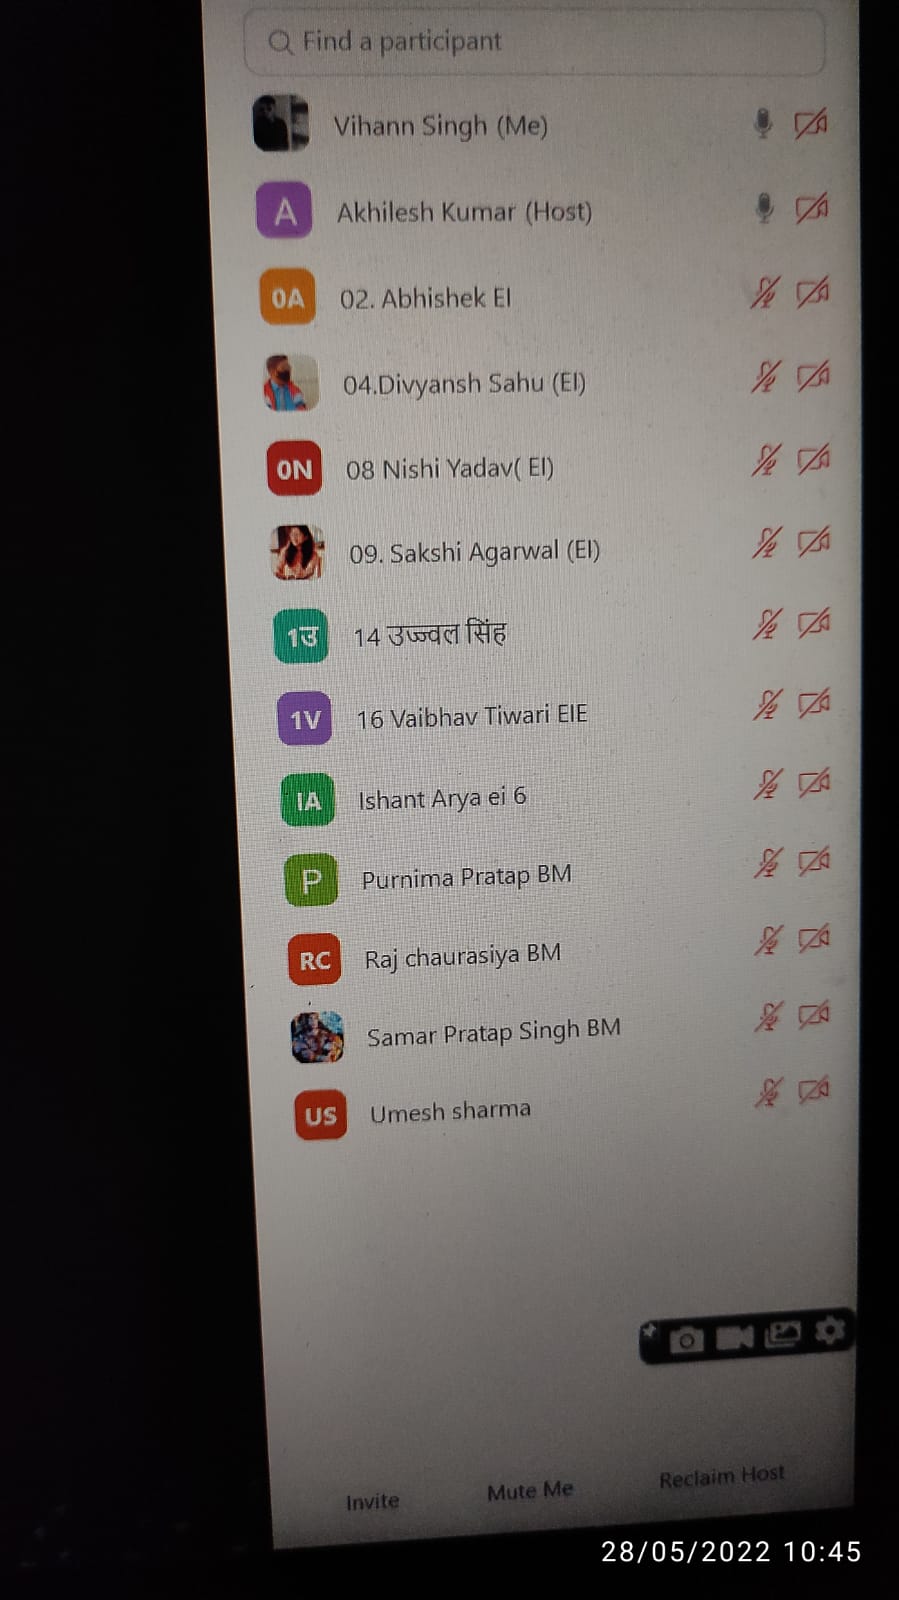 Find a participant
Vihann Singh (Me)
A
Akhilesh Kumar (Host)
0A
02. Abhishek EI
04.Divyansh Sahu (EI)
0N
08 Nishi Yadav( EI)
09. Sakshi Agarwal (EI)
1उ
14 उज्ज्वल सिंह
1V
16 Vaibhav Tiwari EIE
IA
Ishant Arya ei 6
P
Purnima Pratap BM
RC
Raj chaurasiya BM
Samar Pratap Singh BM
US
Umesh sharma
Invite
Mute Me
Reclaim Host
28/05/2022 10:45